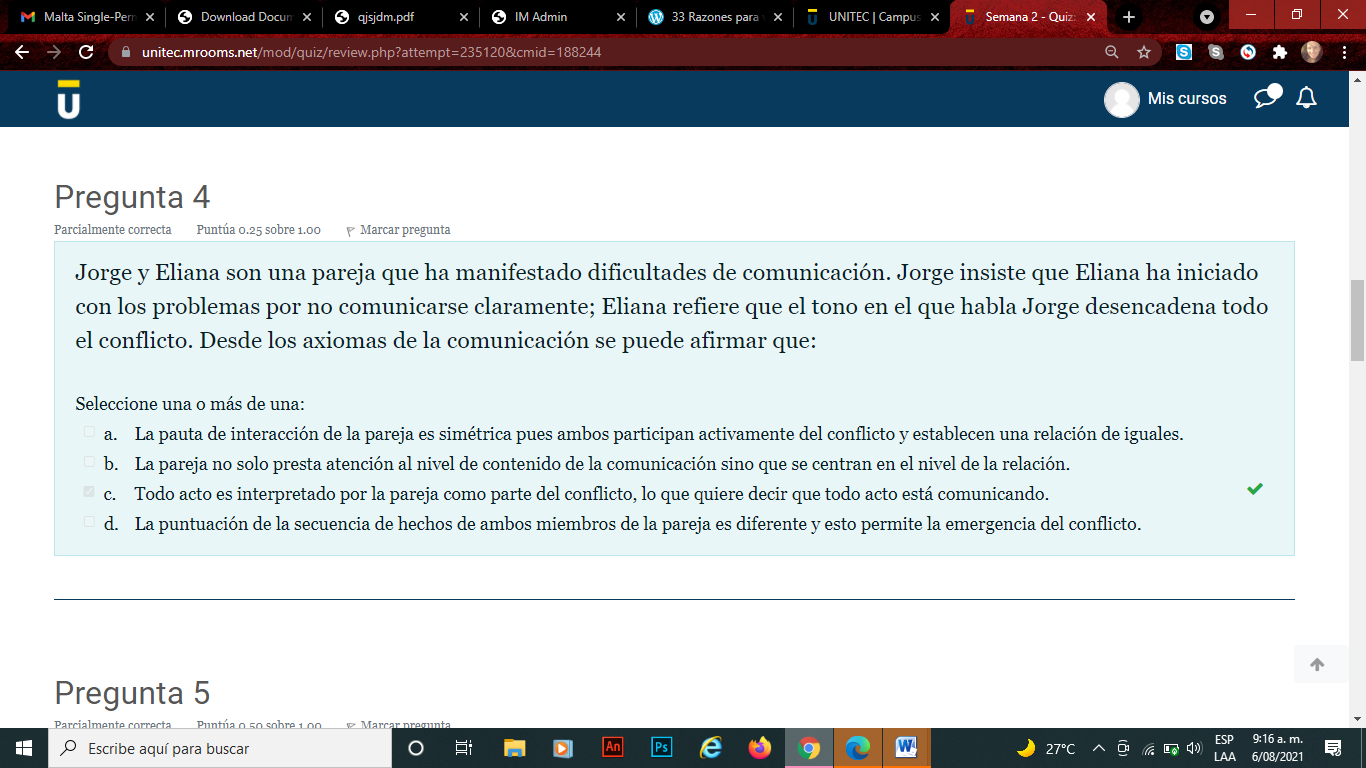 Malta Single-Perm
Download Docum
qjsjdm.pdf
IM Admin
33 Razones para
UNITEC | Campus
Semana 2 - Quiz:
unitec.mrooms.net/mod/quiz/review.php?attempt=235120&cmid=188244
U
Mis cursos
Pregunta 4
Parcialmente correcta Puntúa 0.25 sobre 1.00 Marcar pregunta
Jorge y Eliana son una pareja que ha manifestado dificultades de comunicación. Jorge insiste que Eliana ha iniciado
con los problemas por no comunicarse claramente; Eliana refiere que el tono en el que habla Jorge desencadena todo
el conflicto. Desde los axiomas de la comunicación se puede afirmar que:
Seleccione una o más de una:
a. La pauta de interacción de la pareja es simétrica pues ambos participan activamente del conflicto y establecen una relación de iguales.
b. La pareja no solo presta atención al nivel de contenido de la comunicación sino que se centran en el nivel de la relación.
c. Todo acto es interpretado por la pareja como parte del conflicto, lo que quiere decir que todo acto está comunicando.
d. La puntuación de la secuencia de hechos de ambos miembros de la pareja es diferente y esto permite la emergencia del conflicto.
Pregunta 5
Parcialmente correcta Puntúa 0.50 sobre 1.00 Marcar pregunta
Escribe aquí para buscar
An
Ps
27°C
ESP
LAA
9:16 a. m.
6/08/2021